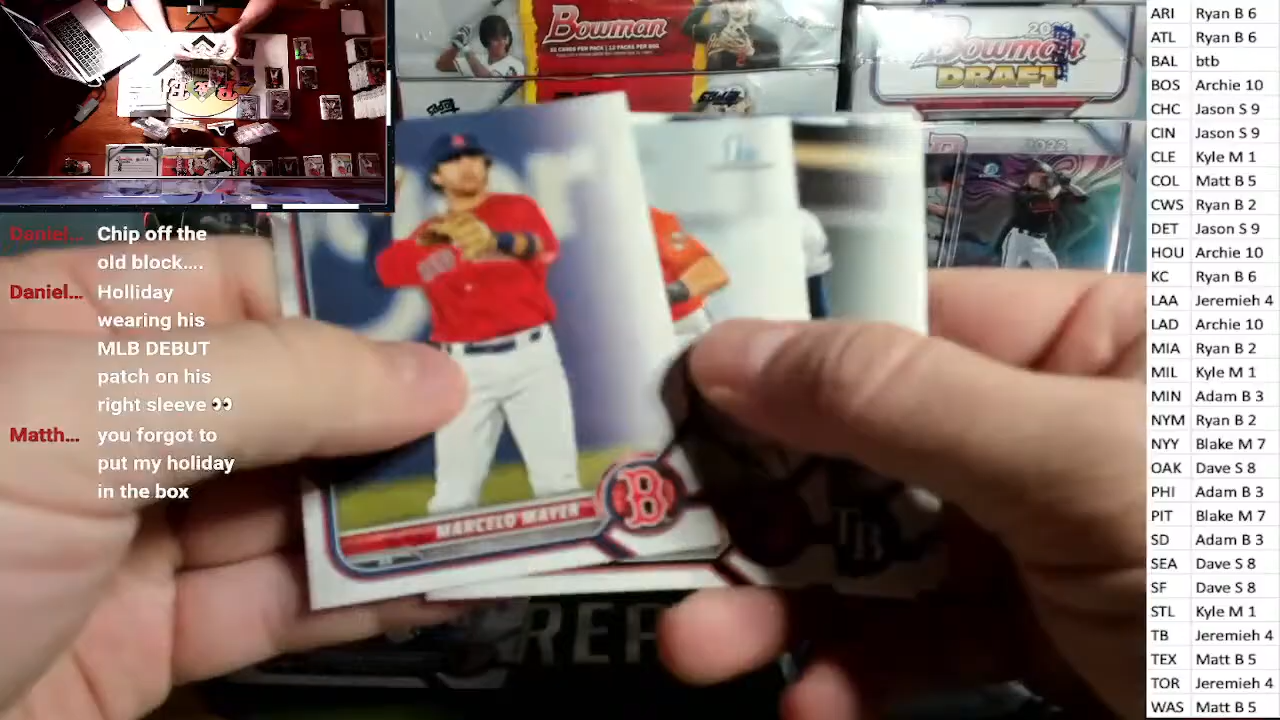 Bowman
2023
Bowman
DRAFT
2022
Daniel... Chip off the
old block....
Daniel... Holliday
wearing his
MLB DEBUT
patch on his
right sleeve 👀
Matth... you forgot to
put my holiday
in the box
MARCELO MAYER
B
TB
REP
ARI Ryan B 6
ATL Ryan B 6
BAL btb
BOS Archie 10
CHC Jason S 9
CIN Jason S 9
CLE Kyle M 1
COL Matt B 5
CWS Ryan B 2
DET Jason S 9
HOU Archie 10
KC Ryan B 6
LAA Jeremieh 4
LAD Archie 10
MIA Ryan B 2
MIL Kyle M 1
MIN Adam B 3
NYM Ryan B 2
NYY Blake M 7
OAK Dave S 8
PHI Adam B 3
PIT Blake M 7
SD Adam B 3
SEA Dave S 8
SF Dave S 8
STL Kyle M 1
TB Jeremieh 4
TEX Matt B 5
TOR Jeremieh 4
WAS Matt B 5